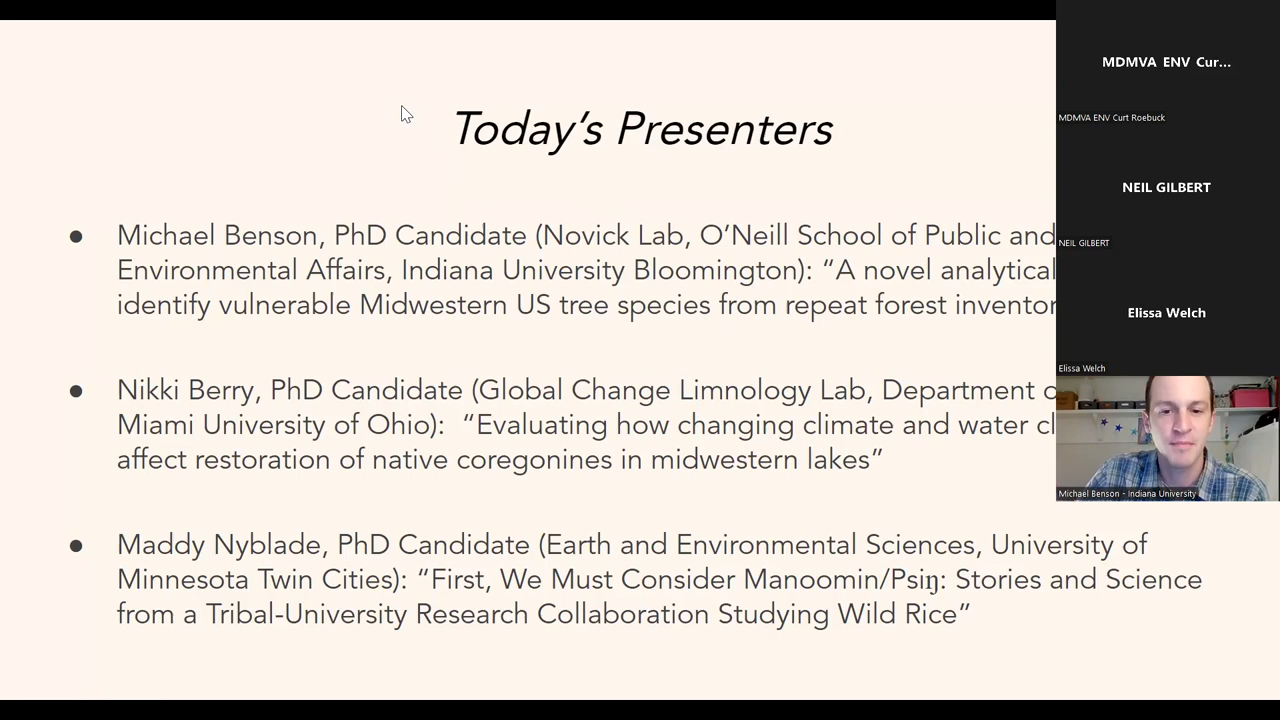 Today's Presenters
● Michael Benson, PhD Candidate (Novick Lab, O'Neill School of Public and
Environmental Affairs, Indiana University Bloomington): “A novel analytical
identify vulnerable Midwestern US tree species from repeat forest
● Nikki Berry, PhD Candidate (Global Change Limnology Lab, Department
Miami University of Ohio): “Evaluating how changing climate and water
affect restoration of native coregonines in midwestern lakes”
● Maddy Nyblade, PhD Candidate (Earth and Environmental Sciences, University of
Minnesota Twin Cities): “First, We Must Consider Manoomin/Psiŋ: Stories and Science
from a Tribal-University Research Collaboration Studying Wild Rice”
MDMVA ENV Cur...
MDMVA ENV Curt Roebuck
NEIL GILBERT
NEIL GILBERT
Elissa Welch
Elissa Welch
Michael Benson - Indiana University